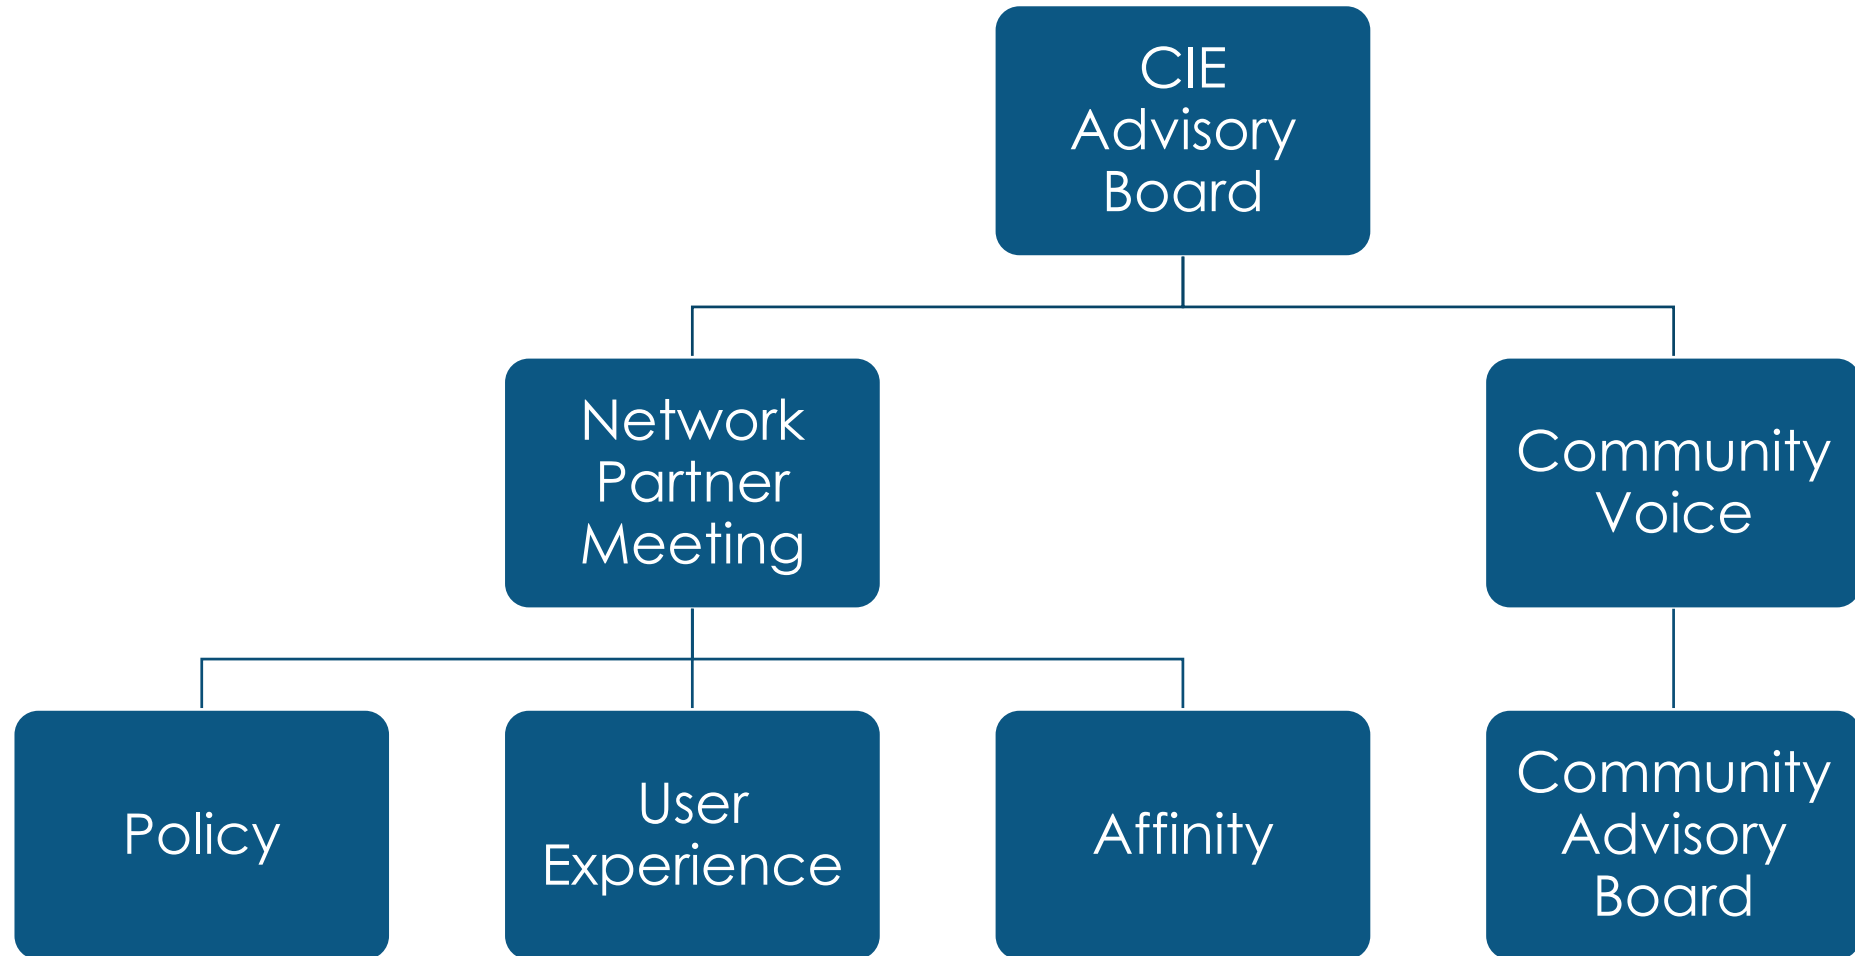 CIE
Advisory
Board
Network
Partner
Meeting
Community
Voice
Policy
User
Experience
Affinity
Community
Advisory
Board